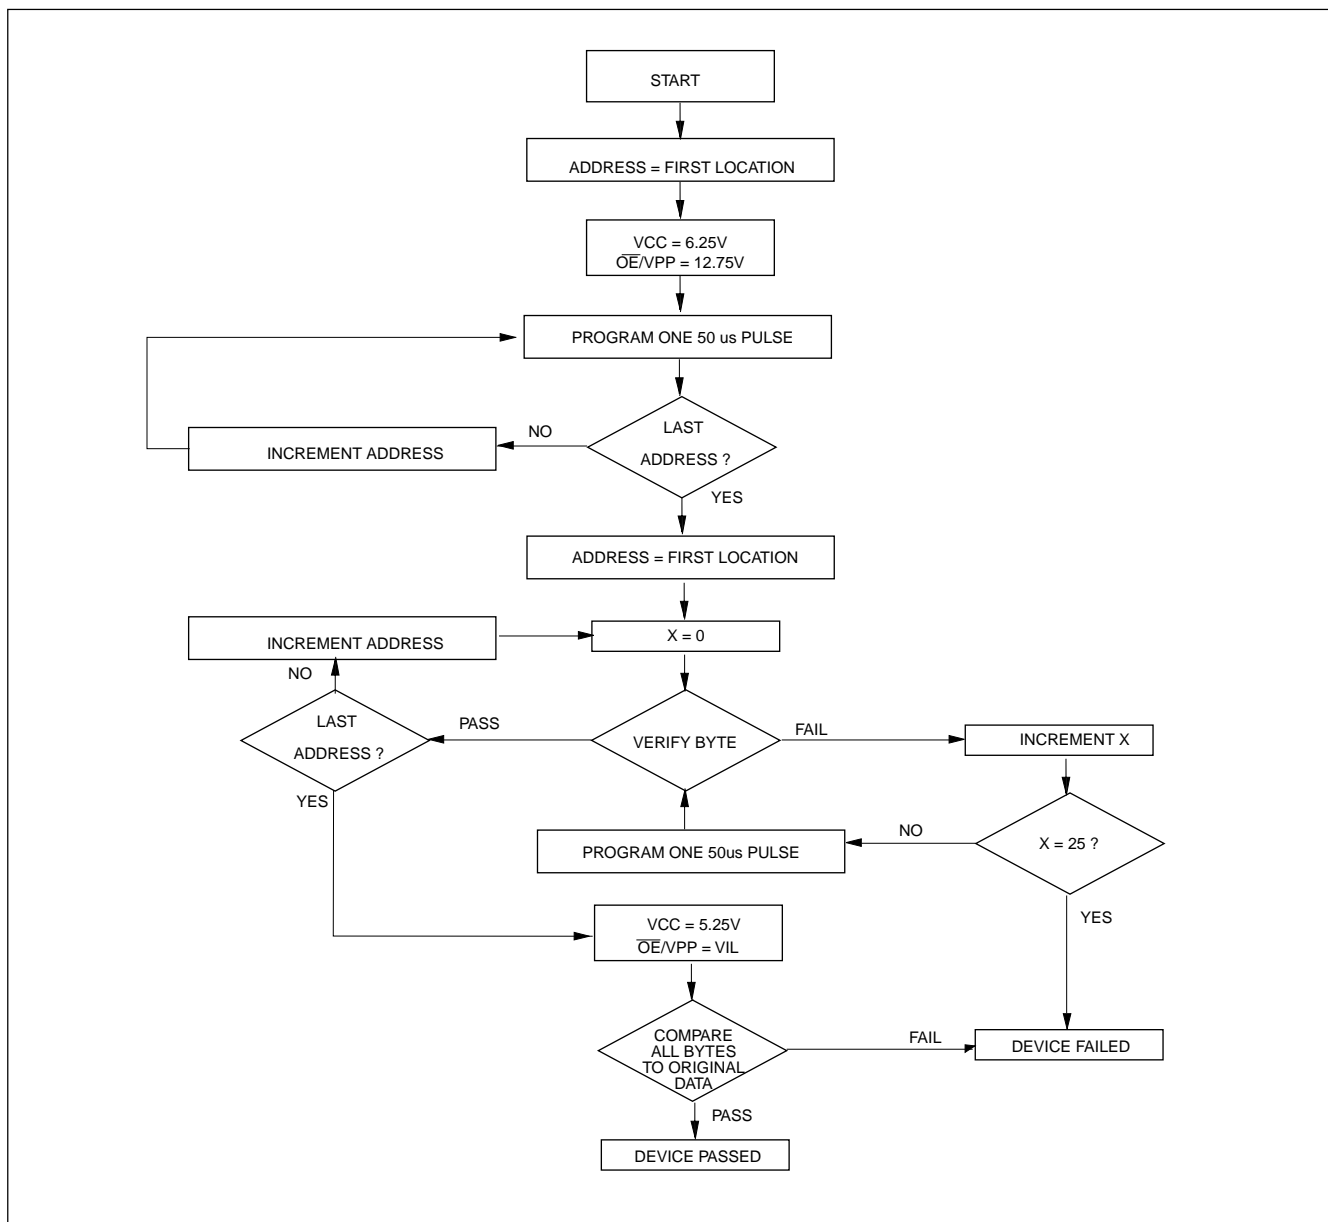 START
ADDRESS = FIRST LOCATION
VCC = 6.25V
OE/VPP = 12.75V
PROGRAM ONE 50 us PULSE
LAST
ADDRESS ?
NO
INCREMENT ADDRESS
YES
ADDRESS = FIRST LOCATION
INCREMENT ADDRESS
X = 0
NO
LAST
ADDRESS ?
PASS
VERIFY BYTE
FAIL
INCREMENT X
YES
PROGRAM ONE 50us PULSE
NO
X = 25 ?
YES
VCC = 5.25V
OE/VPP = VIL
COMPARE
ALL BYTES
TO ORIGINAL
DATA
FAIL
DEVICE FAILED
PASS
DEVICE PASSED